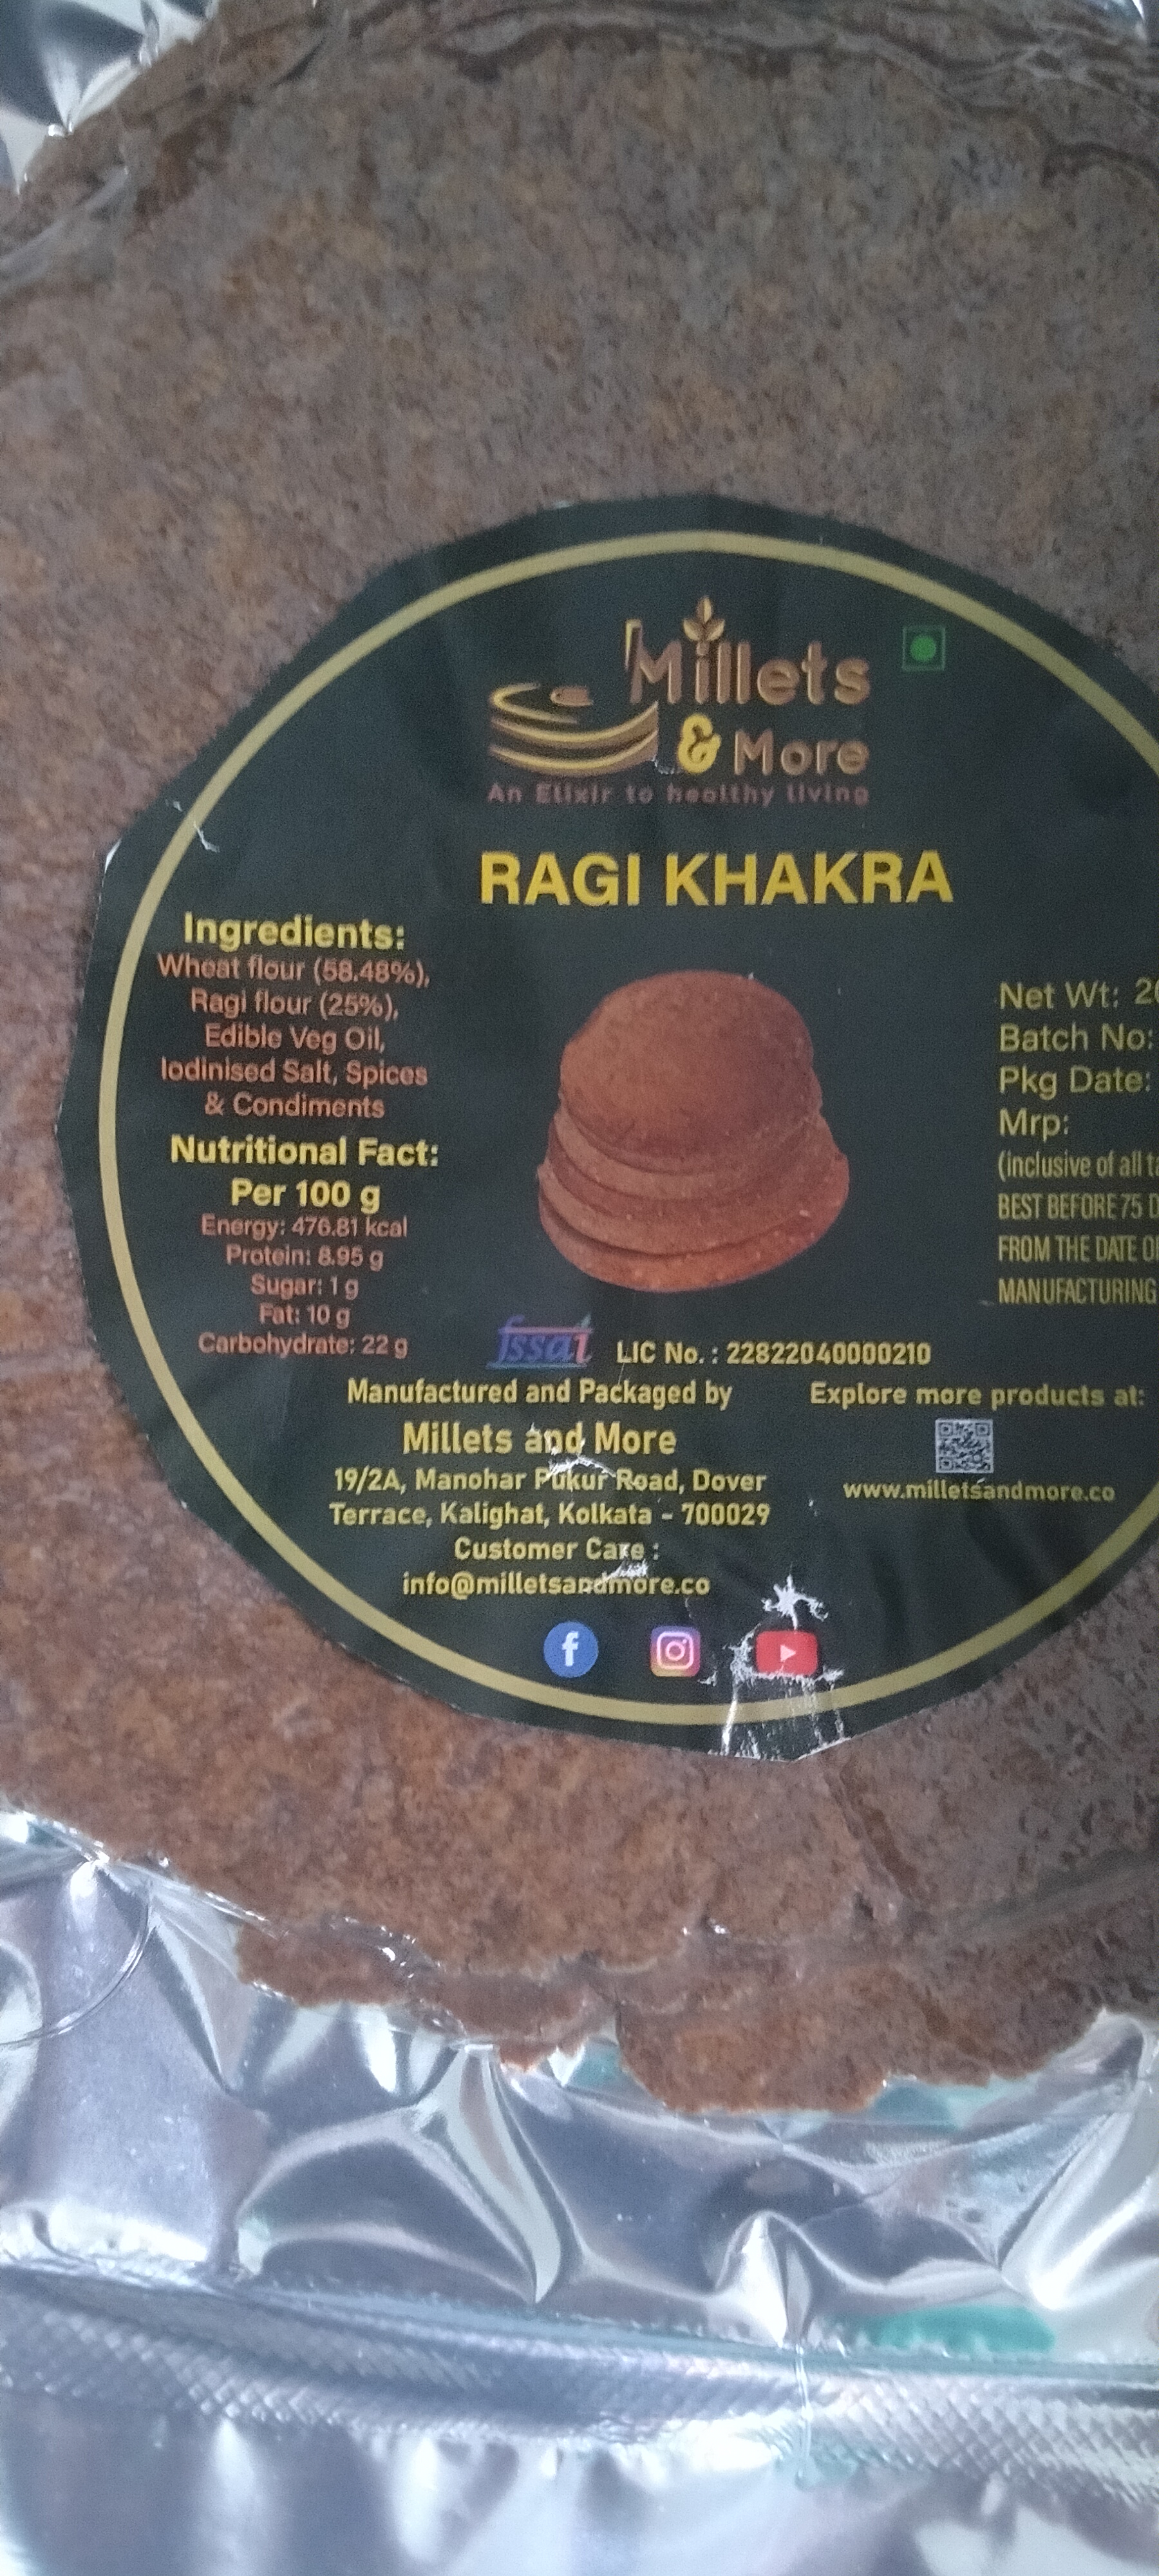 Millets
& More
An Elixir to healthy living
RAGI KHAKRA
Ingredients:
Wheat flour (58.48%),
Ragi flour (25%),
Edible Veg Oil,
Iodinised Salt, Spices
& Condiments
Nutritional Fact:
Per 100 g
Energy: 476.81 kcal
Protein: 8.95 g
Sugar: 1 g
Fat: 10 g
Carbohydrate: 22 g
Net Wt:
Batch No:
Pkg Date:
Mrp:
(inclusive of all
BEST BEFORE 75
FROM THE DATE
MANUFACTURING
fssai LIC No. : 22822040000210
Manufactured and Packaged by
Millets and More
19/2A, Manohar Pukur Road, Dover
Terrace, Kalighat, Kolkata - 700029
Customer Care :
info@milletsandmore.co
Explore more products at:
www.milletsandmore.co